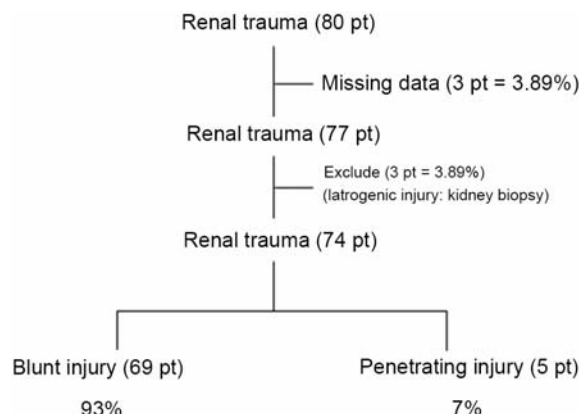 Renal trauma (80 pt)
Missing data (3 pt = 3.89%)
Renal trauma (77 pt)
Exclude (3 pt = 3.89%)
(Iatrogenic injury: kidney biopsy)
Renal trauma (74 pt)
Blunt injury (69 pt)
Penetrating injury (5 pt)
93%
7%